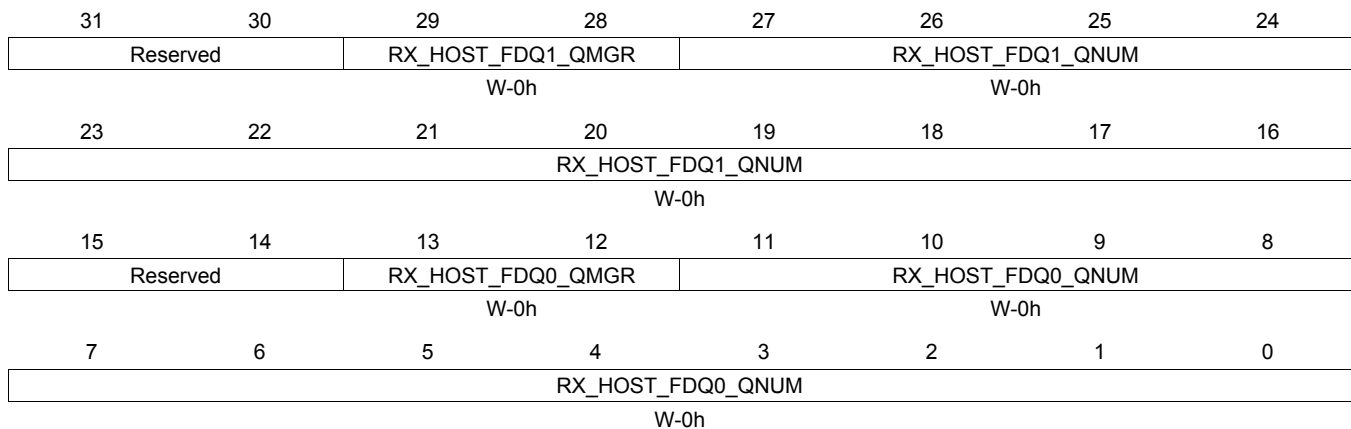 31 30 29 28 27 26 25 24
Reserved RX_HOST_FDQ1_QMGR RX_HOST_FDQ1_QNUM
W-0h W-0h
23 22 21 20 19 18 17 16
RX_HOST_FDQ1_QNUM
W-0h
15 14 13 12 11 10 9 8
Reserved RX_HOST_FDQ0_QMGR RX_HOST_FDQ0_QNUM
W-0h W-0h
7 6 5 4 3 2 1 0
RX_HOST_FDQ0_QNUM
W-0h